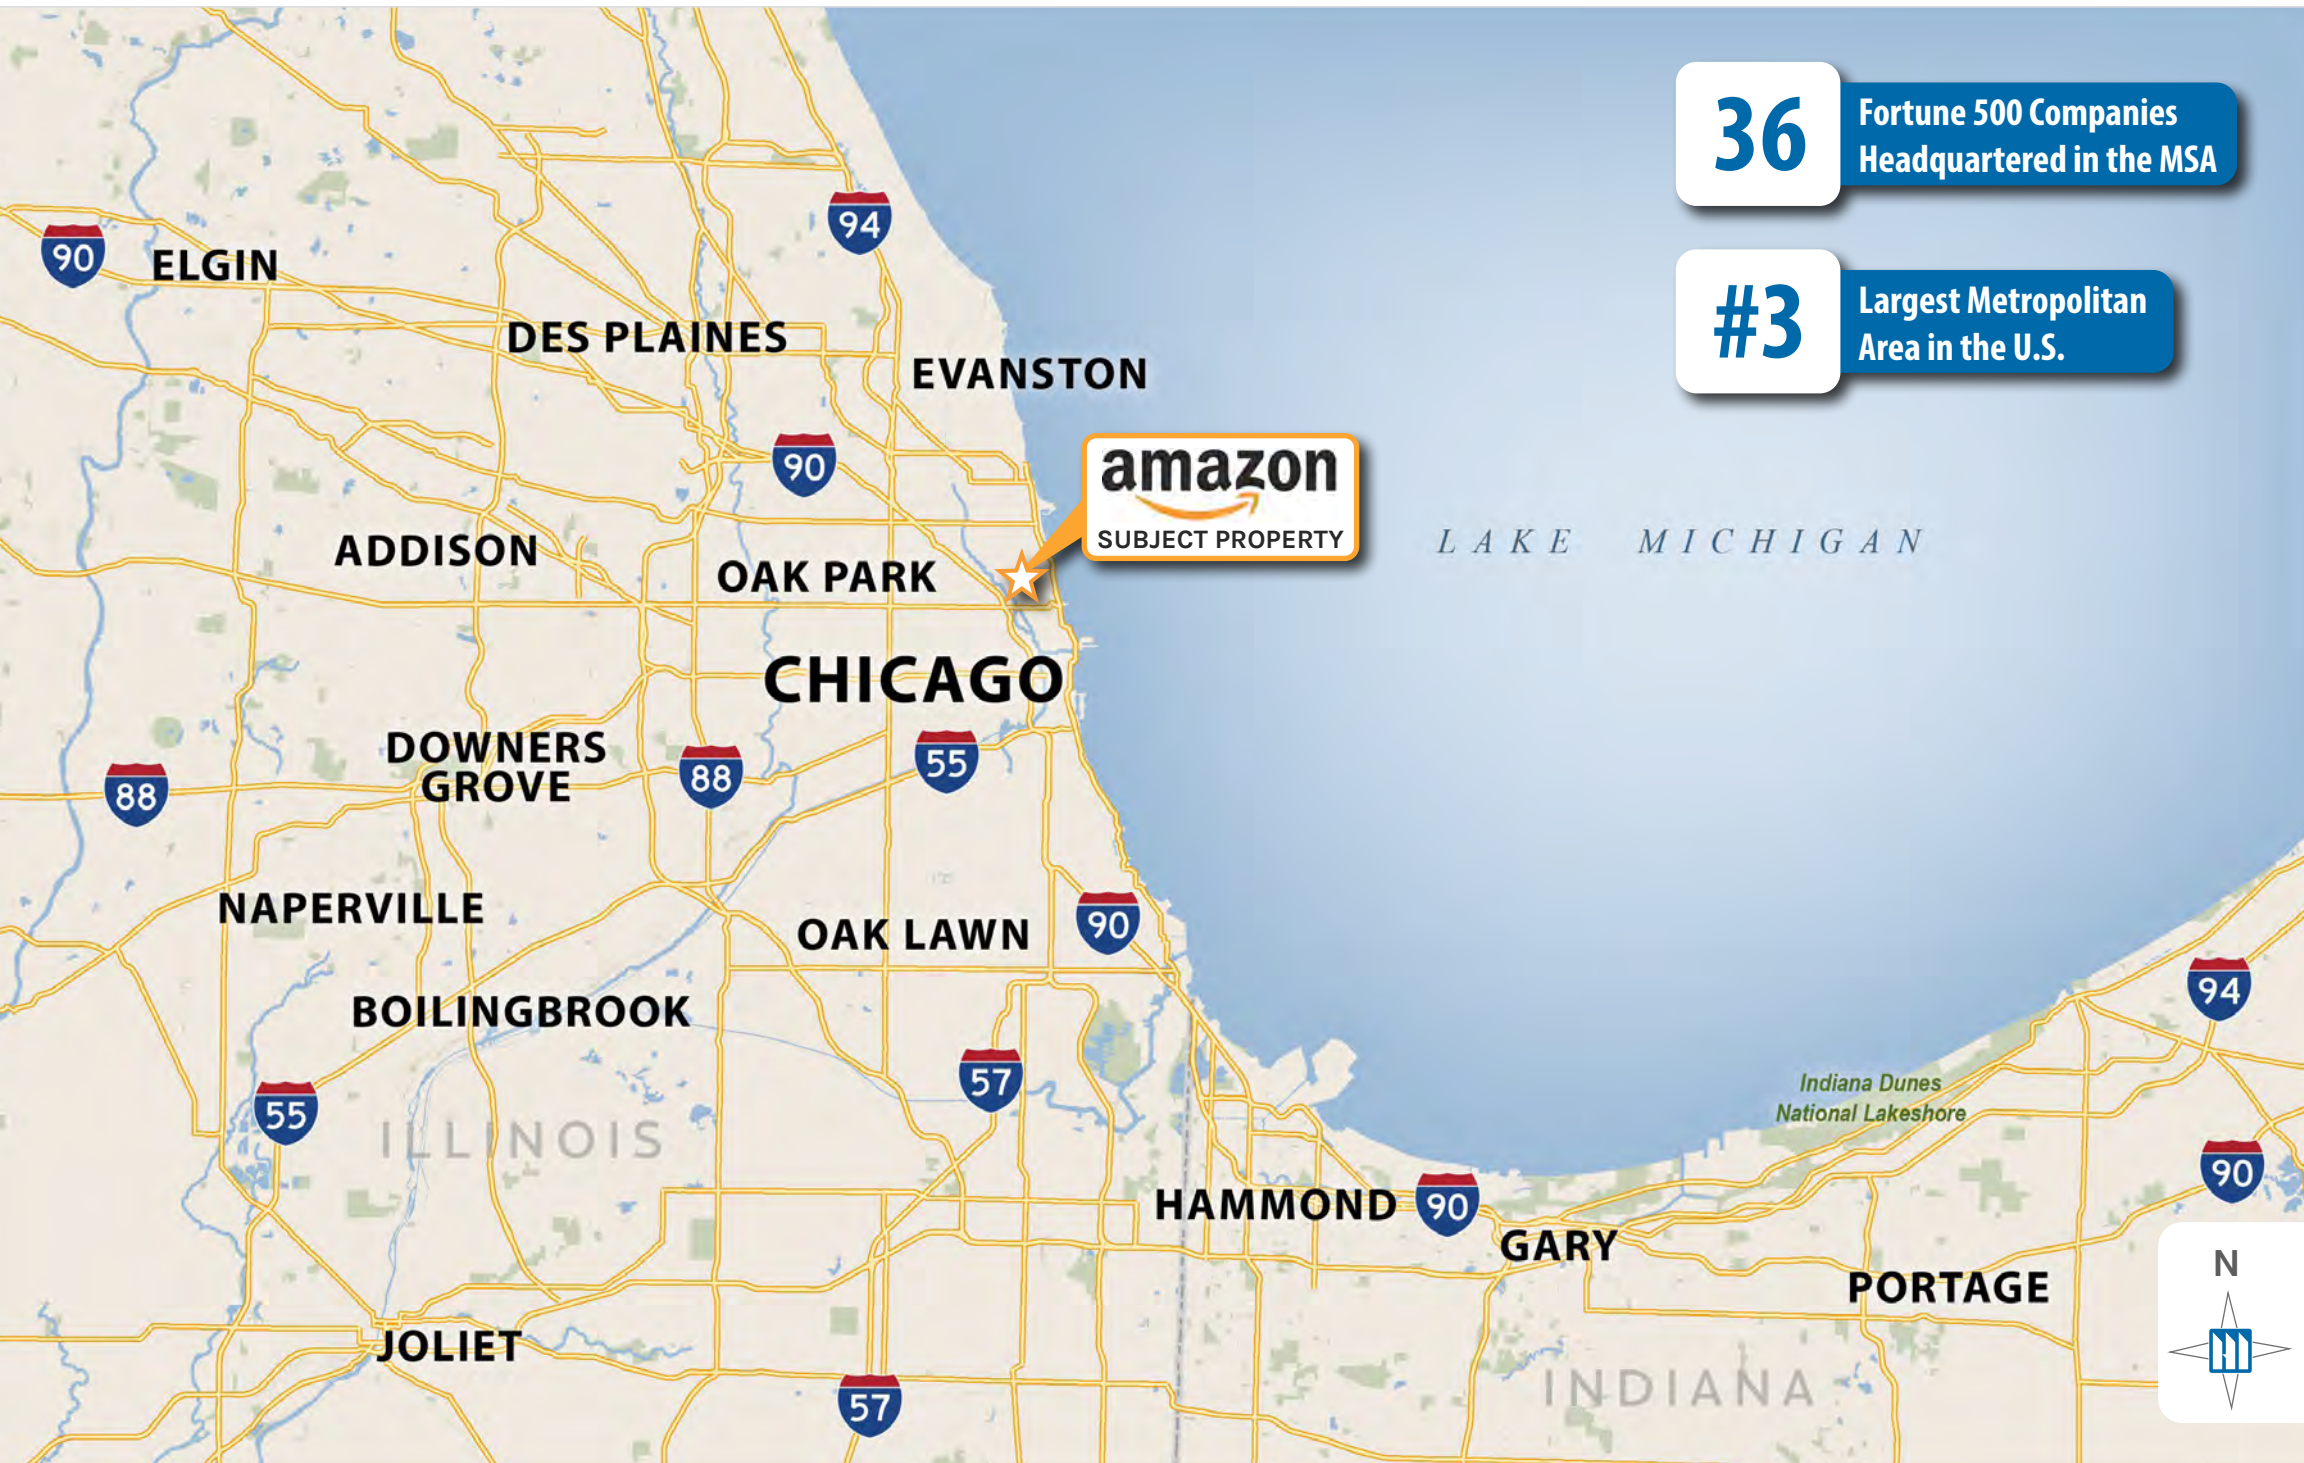 36
Fortune 500 Companies
Headquartered in the MSA
94
90
ELGIN
#3
Largest Metropolitan
Area in the U.S.
DES PLAINES
EVANSTON
90
amazon
SUBJECT PROPERTY
LAKE MICHIGAN
ADDISON
OAK PARK
CHICAGO
DOWNERS
GROVE
88
88
55
NAPERVILLE
OAK LAWN
90
94
BOILINGBROOK
57
55
ILLINOIS
Indiana Dunes
National Lakeshore
90
HAMMOND
90
GARY
N
PORTAGE
JOLIET
INDIANA
57